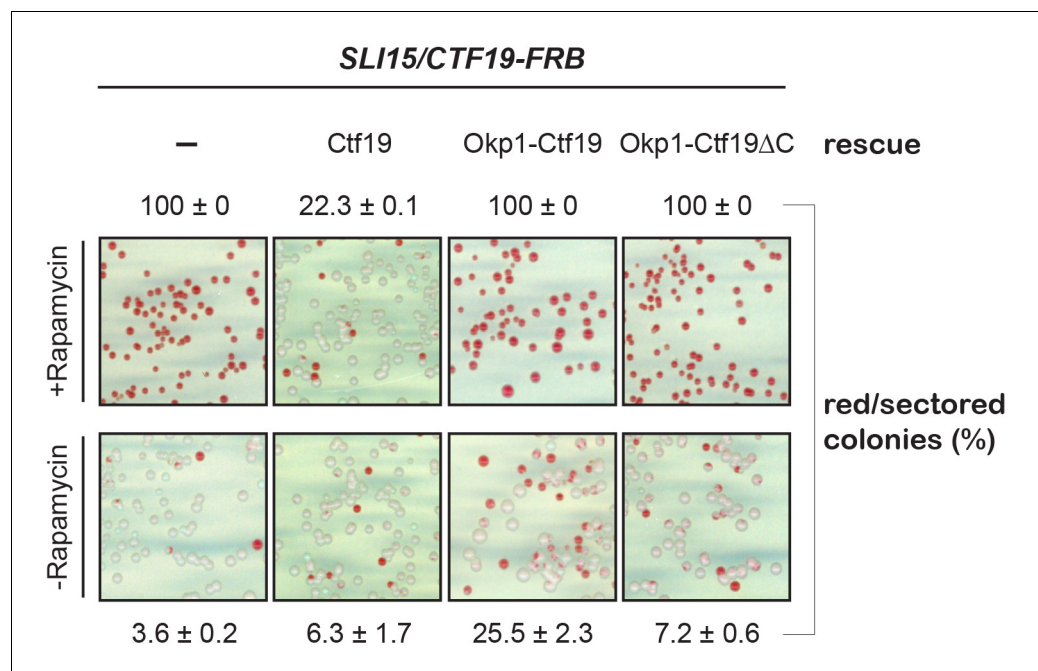 SLI15/CTF19-FRB
– Ctf19 Okp1-Ctf19 Okp1-Ctf19ΔC rescue
100 ± 0 22.3 ± 0.1 100 ± 0 100 ± 0
+Rapamycin
red/sectored
colonies (%)
-Rapamycin
3.6 ± 0.2 6.3 ± 1.7 25.5 ± 2.3 7.2 ± 0.6